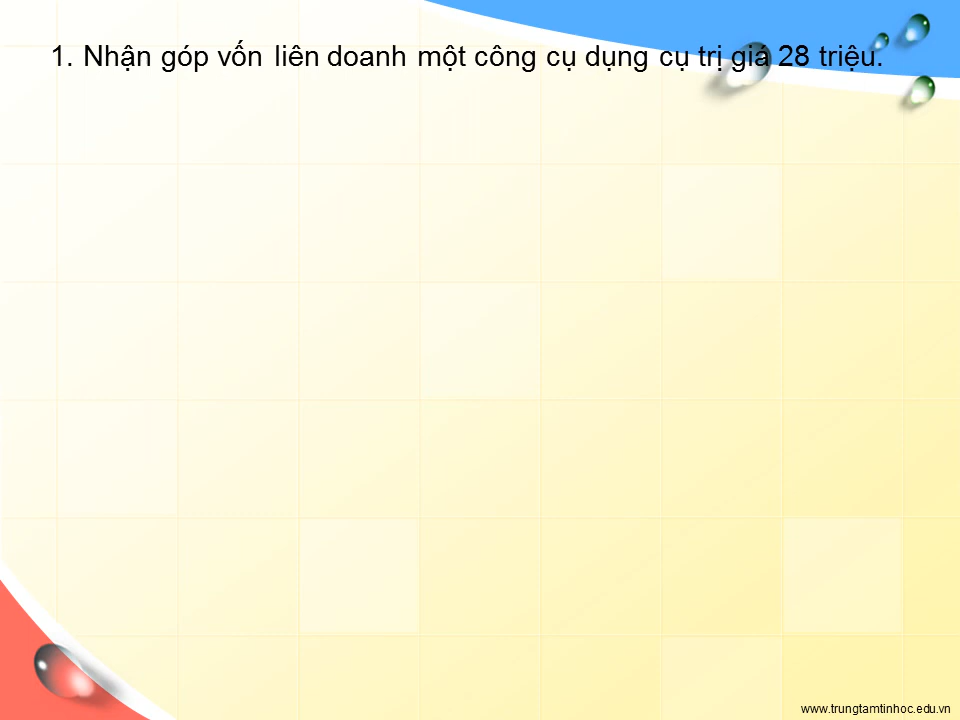 1. Nhận góp vốn liên doanh một công cụ dụng cụ trị giá 28 triệu.
www.trungtamtinhoc.edu.vn